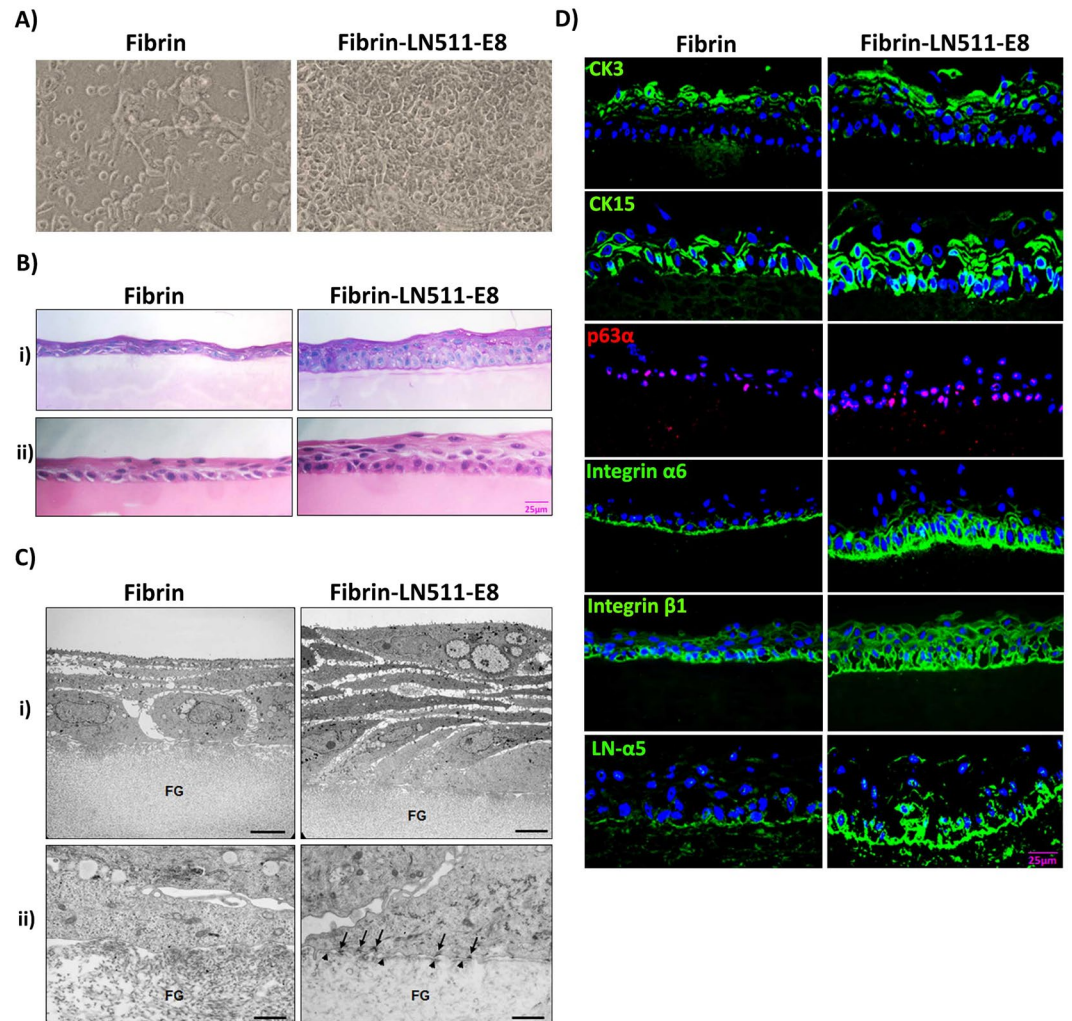 A)
Fibrin Fibrin-LN511-E8
B)
Fibrin Fibrin-LN511-E8
i)
ii)
25µm
C)
Fibrin Fibrin-LN511-E8
i)
FG FG
ii)
FG FG
D)
Fibrin Fibrin-LN511-E8
CK3
CK15
p63α
Integrin α6
Integrin β1
LN-α5
25µm